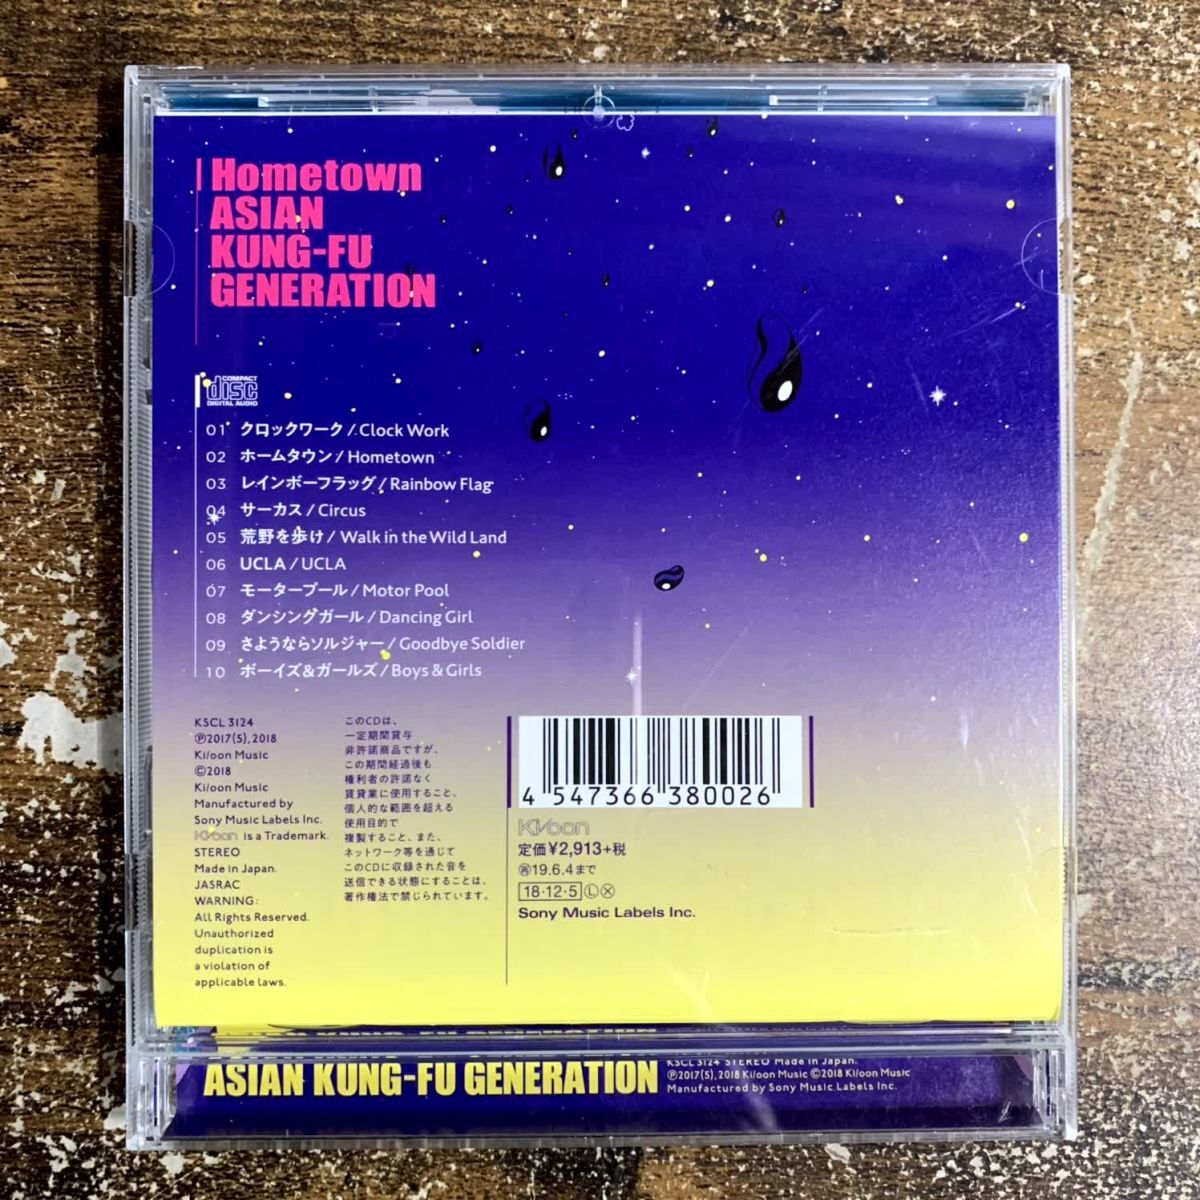 Hometown
ASIAN
KUNG-FU
GENERATION
COMPACT
disc
DIGITAL AUDIO
01 クロックワーク / Clock Work
02 ホームタウン / Hometown
03 レインボーフラッグ / Rainbow Flag
04 サーカス / Circus
05 荒野を歩け / Walk in the Wild Land
06 UCLA / UCLA
07 モータープール / Motor Pool
08 ダンシングガール / Dancing Girl
09 さようならソルジャー / Goodbye Soldier
10 ボーイズ&ガールズ / Boys & Girls
KSCL 3124
Ⓟ2017(5), 2018
Ki/oon Music
©2018
Ki/oon Music
Manufactured by
Sony Music Labels Inc.
Ki/oon is a Trademark.
STEREO
Made in Japan.
JASRAC
WARNING:
All Rights Reserved.
Unauthorized
duplication is
a violation of
applicable laws.
このCDは、
一定期間貸与
非許諾商品ですが、
この期間経過後も
権利者の許諾なく
賃貸業に使用すること、
個人的な範囲を超える
使用目的で
複製すること、また、
ネットワーク等を通じて
このCDに収録された音を
送信できる状態にすることは、
著作権法で禁じられています。
4 547366 380026
Ki/oon
定価¥2,913+税
㋘19.6.4まで
18・12・5 Ⓛ Ⓧ
Sony Music Labels Inc.
ASIAN KUNG-FU GENERATION
KSCL 3124 STEREO Made in Japan.
Ⓟ2017(5), 2018 Ki/oon Music ©2018 Ki/oon Music
Manufactured by Sony Music Labels Inc.